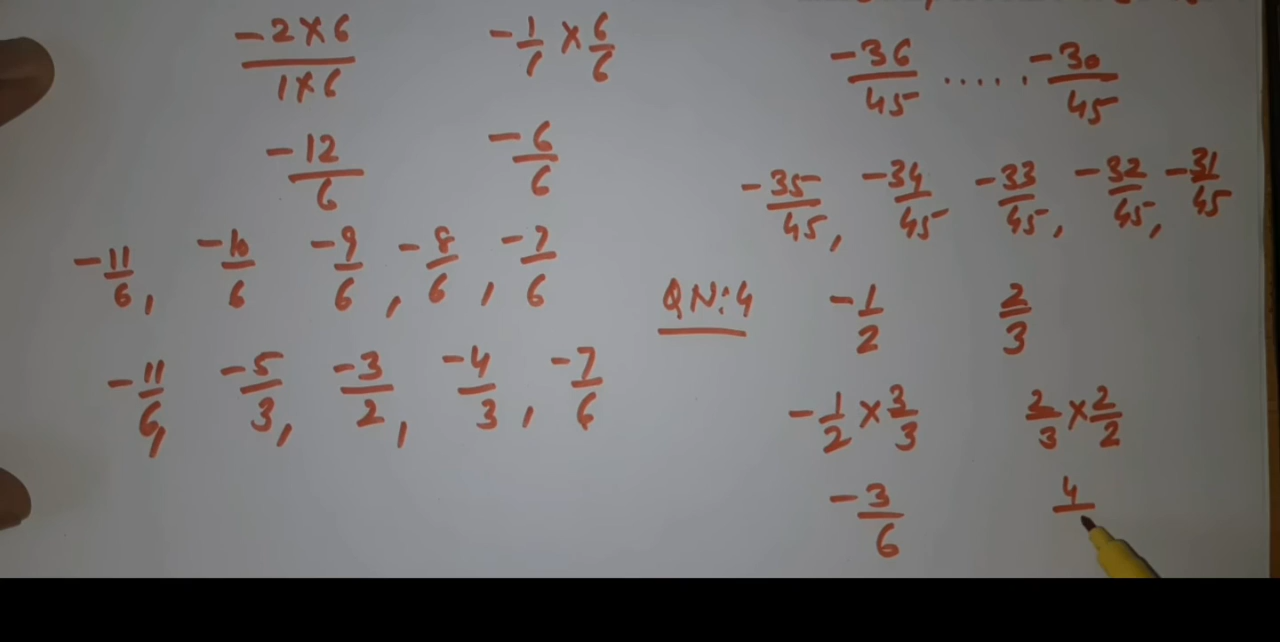 -2×6/1×6   -1/1 × 6/6
-12/6   -6/6
-11/6, -10/6 -9/6, -8/6, -7/6
-11/6, -5/3, -3/2, -4/3, -7/6
-36/45 ..... -30/45
-35/45, -34/45 -33/45, -32/45, -31/45
QN:4   -1/2   2/3
-1/2 × 3/3   2/3 × 2/2
-3/6   4